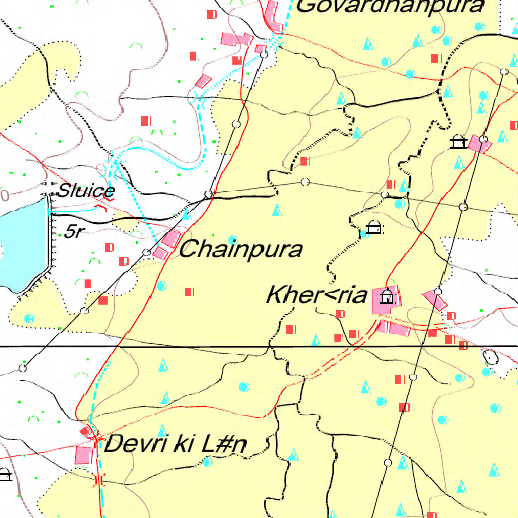 Govardhanpura
Sluice
5r
Chainpura
Kher<ria
Devri ki L#n